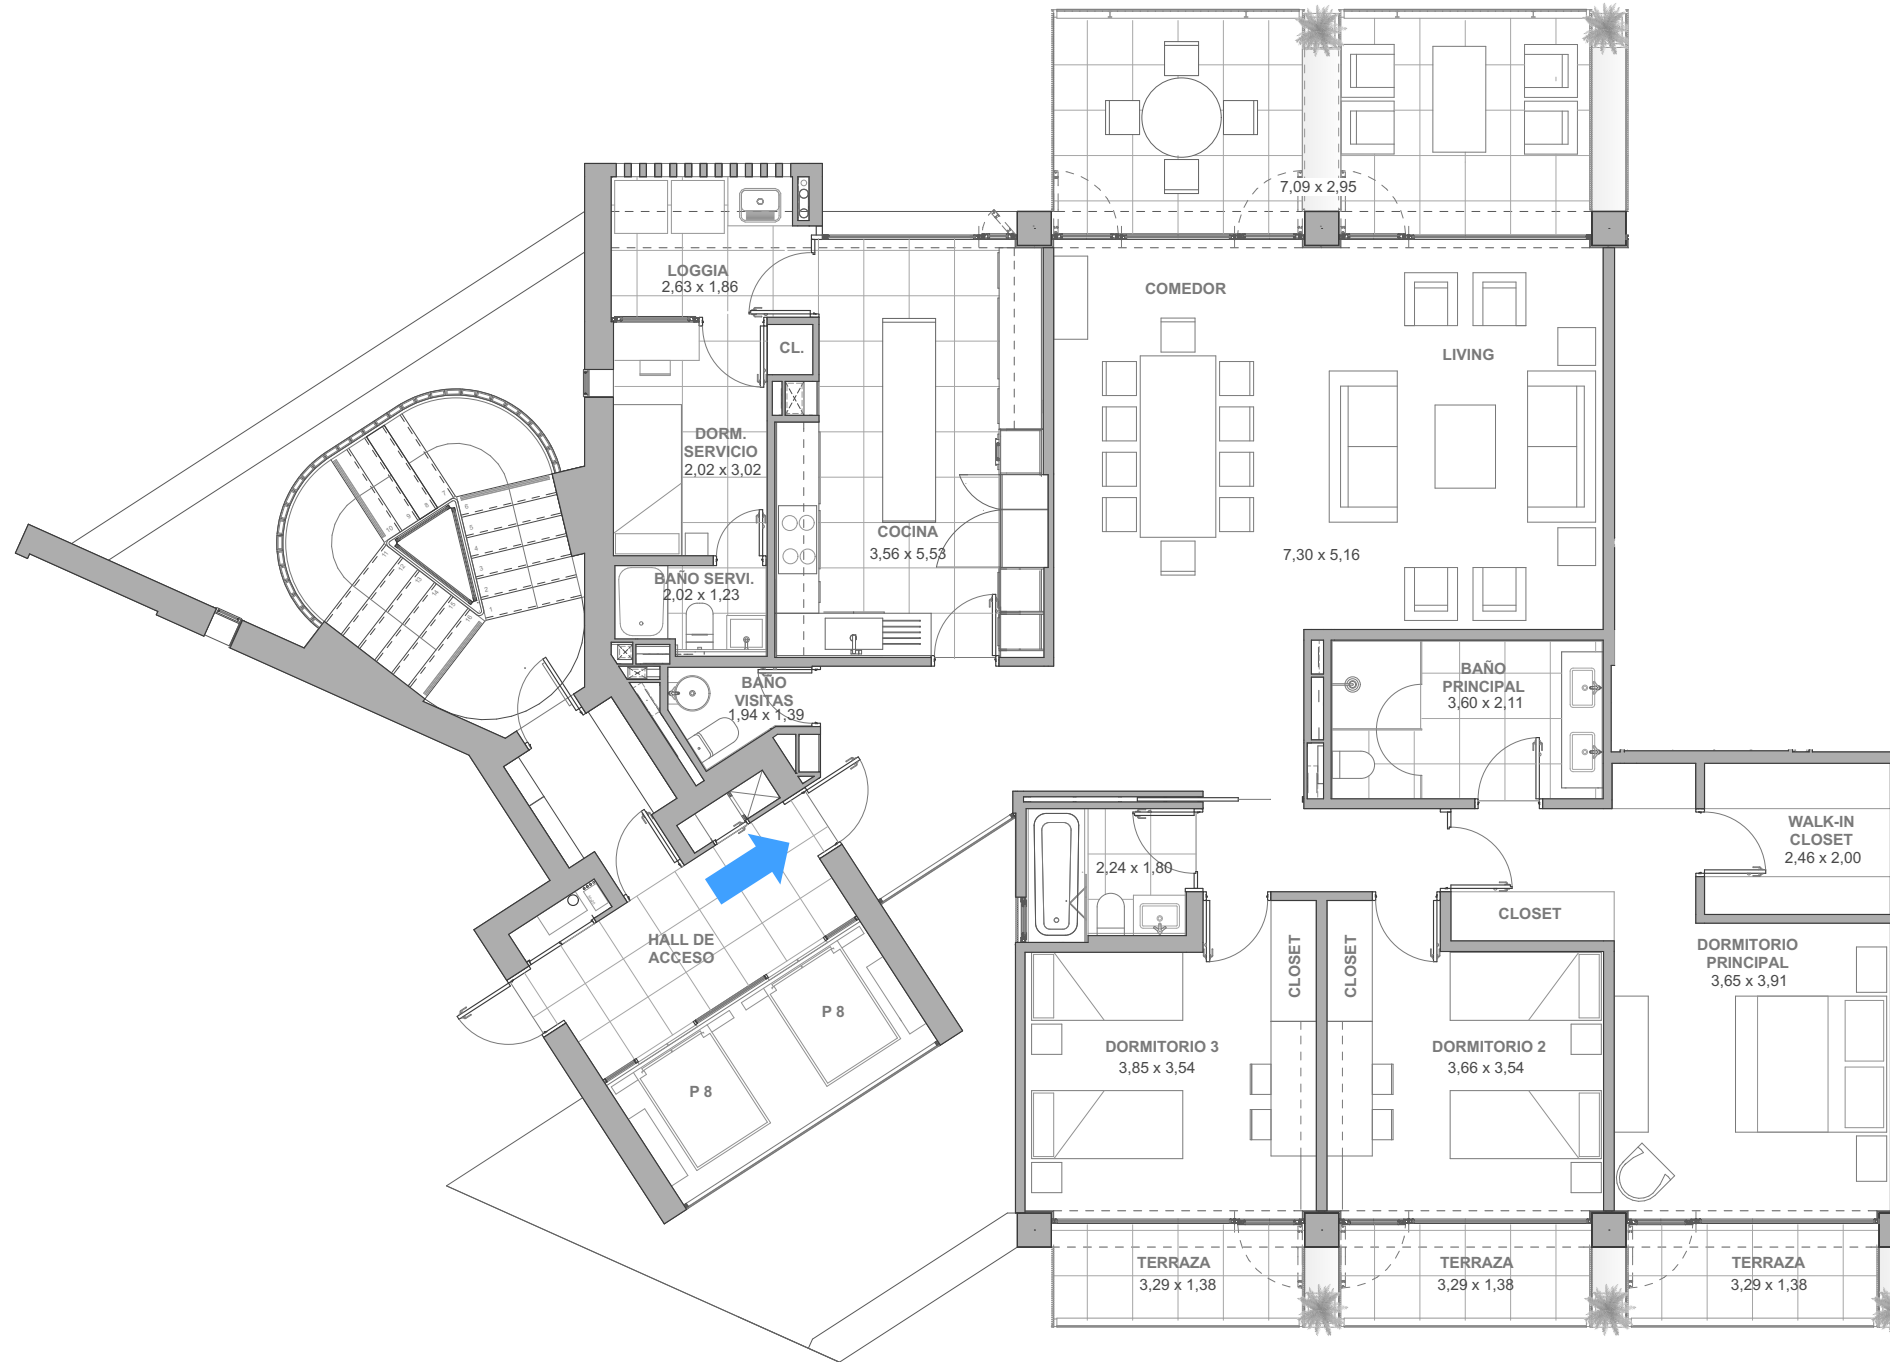 7,09 x 2,95
LOGGIA
2,63 x 1,86
COMEDOR
LIVING
CL.
DORM.
SERVICIO
2,02 x 3,02
COCINA
3,56 x 5,53
7,30 x 5,16
BAÑO SERVI.
2,02 x 1,23
BAÑO
VISITAS
1,94 x 1,39
BAÑO
PRINCIPAL
3,60 x 2,11
WALK-IN
CLOSET
2,46 x 2,00
2,24 x 1,80
CLOSET
HALL DE
ACCESO
CLOSET
CLOSET
DORMITORIO
PRINCIPAL
3,65 x 3,91
P 8
P 8
DORMITORIO 3
3,85 x 3,54
DORMITORIO 2
3,66 x 3,54
TERRAZA
3,29 x 1,38
TERRAZA
3,29 x 1,38
TERRAZA
3,29 x 1,38